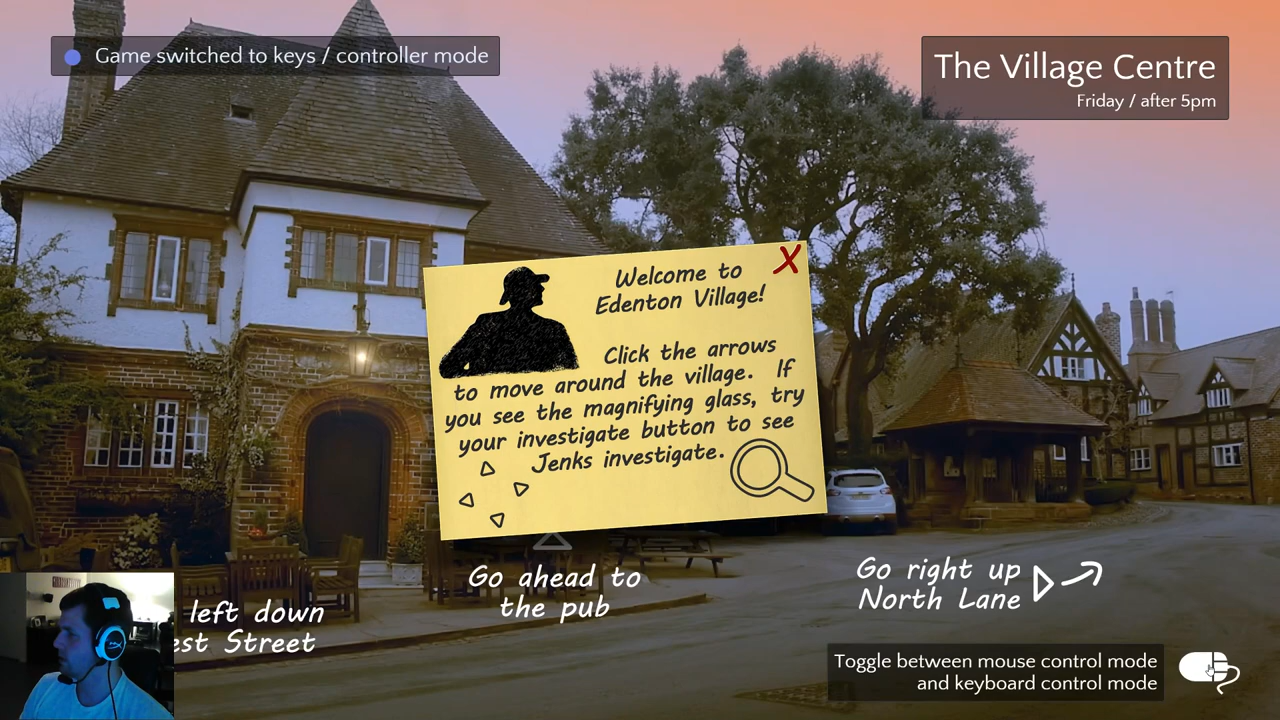 Game switched to keys / controller mode
The Village Centre
Friday / after 5pm
Welcome to
Edenton Village!
X
Click the arrows
to move around the village. If
you see the magnifying glass, try
your investigate button to see
Jenks investigate.
Go ahead to
the pub
Go right up
North Lane
left down
est Street
Toggle between mouse control mode
and keyboard control mode